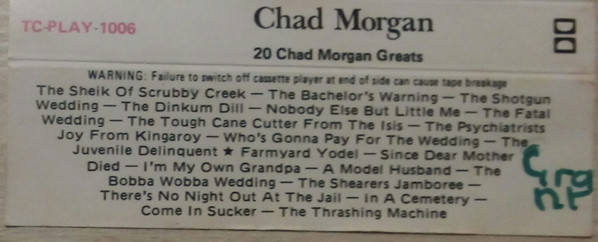 TC-PLAY-1006
Chad Morgan
20 Chad Morgan Greats
WARNING: Failure to switch off cassette player at end of side can cause tape breakage
The Sheik Of Scrubby Creek — The Bachelor's Warning — The Shotgun
Wedding — The Dinkum Dill — Nobody Else But Little Me — The Fatal
Wedding — The Tough Cane Cutter From The Isis — The Psychiatrists
Joy From Kingaroy — Who's Gonna Pay For The Wedding — The
Juvenile Delinquent ★ Farmyard Yodel — Since Dear Mother
Died — I'm My Own Grandpa — A Model Husband — The
Bobba Wobba Wedding — The Shearers Jamboree —
There's No Night Out At The Jail — In A Cemetery —
Come In Sucker — The Thrashing Machine